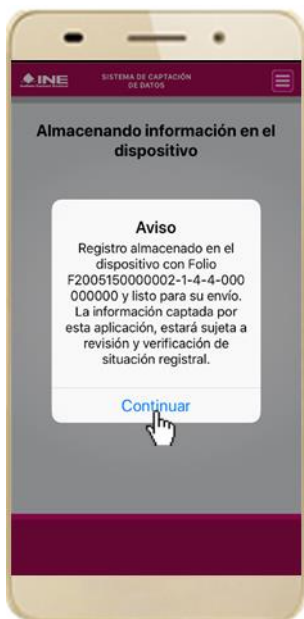 INE
SISTEMA DE CAPTACIÓN
DE DATOS
Almacenando información en el
dispositivo
Aviso
Registro almacenado en el
dispositivo con Folio
F2005150000002-1-4-4-000
000000 y listo para su envío.
La información captada por
esta aplicación, estará sujeta a
revisión y verificación de
situación registral.
Continuar